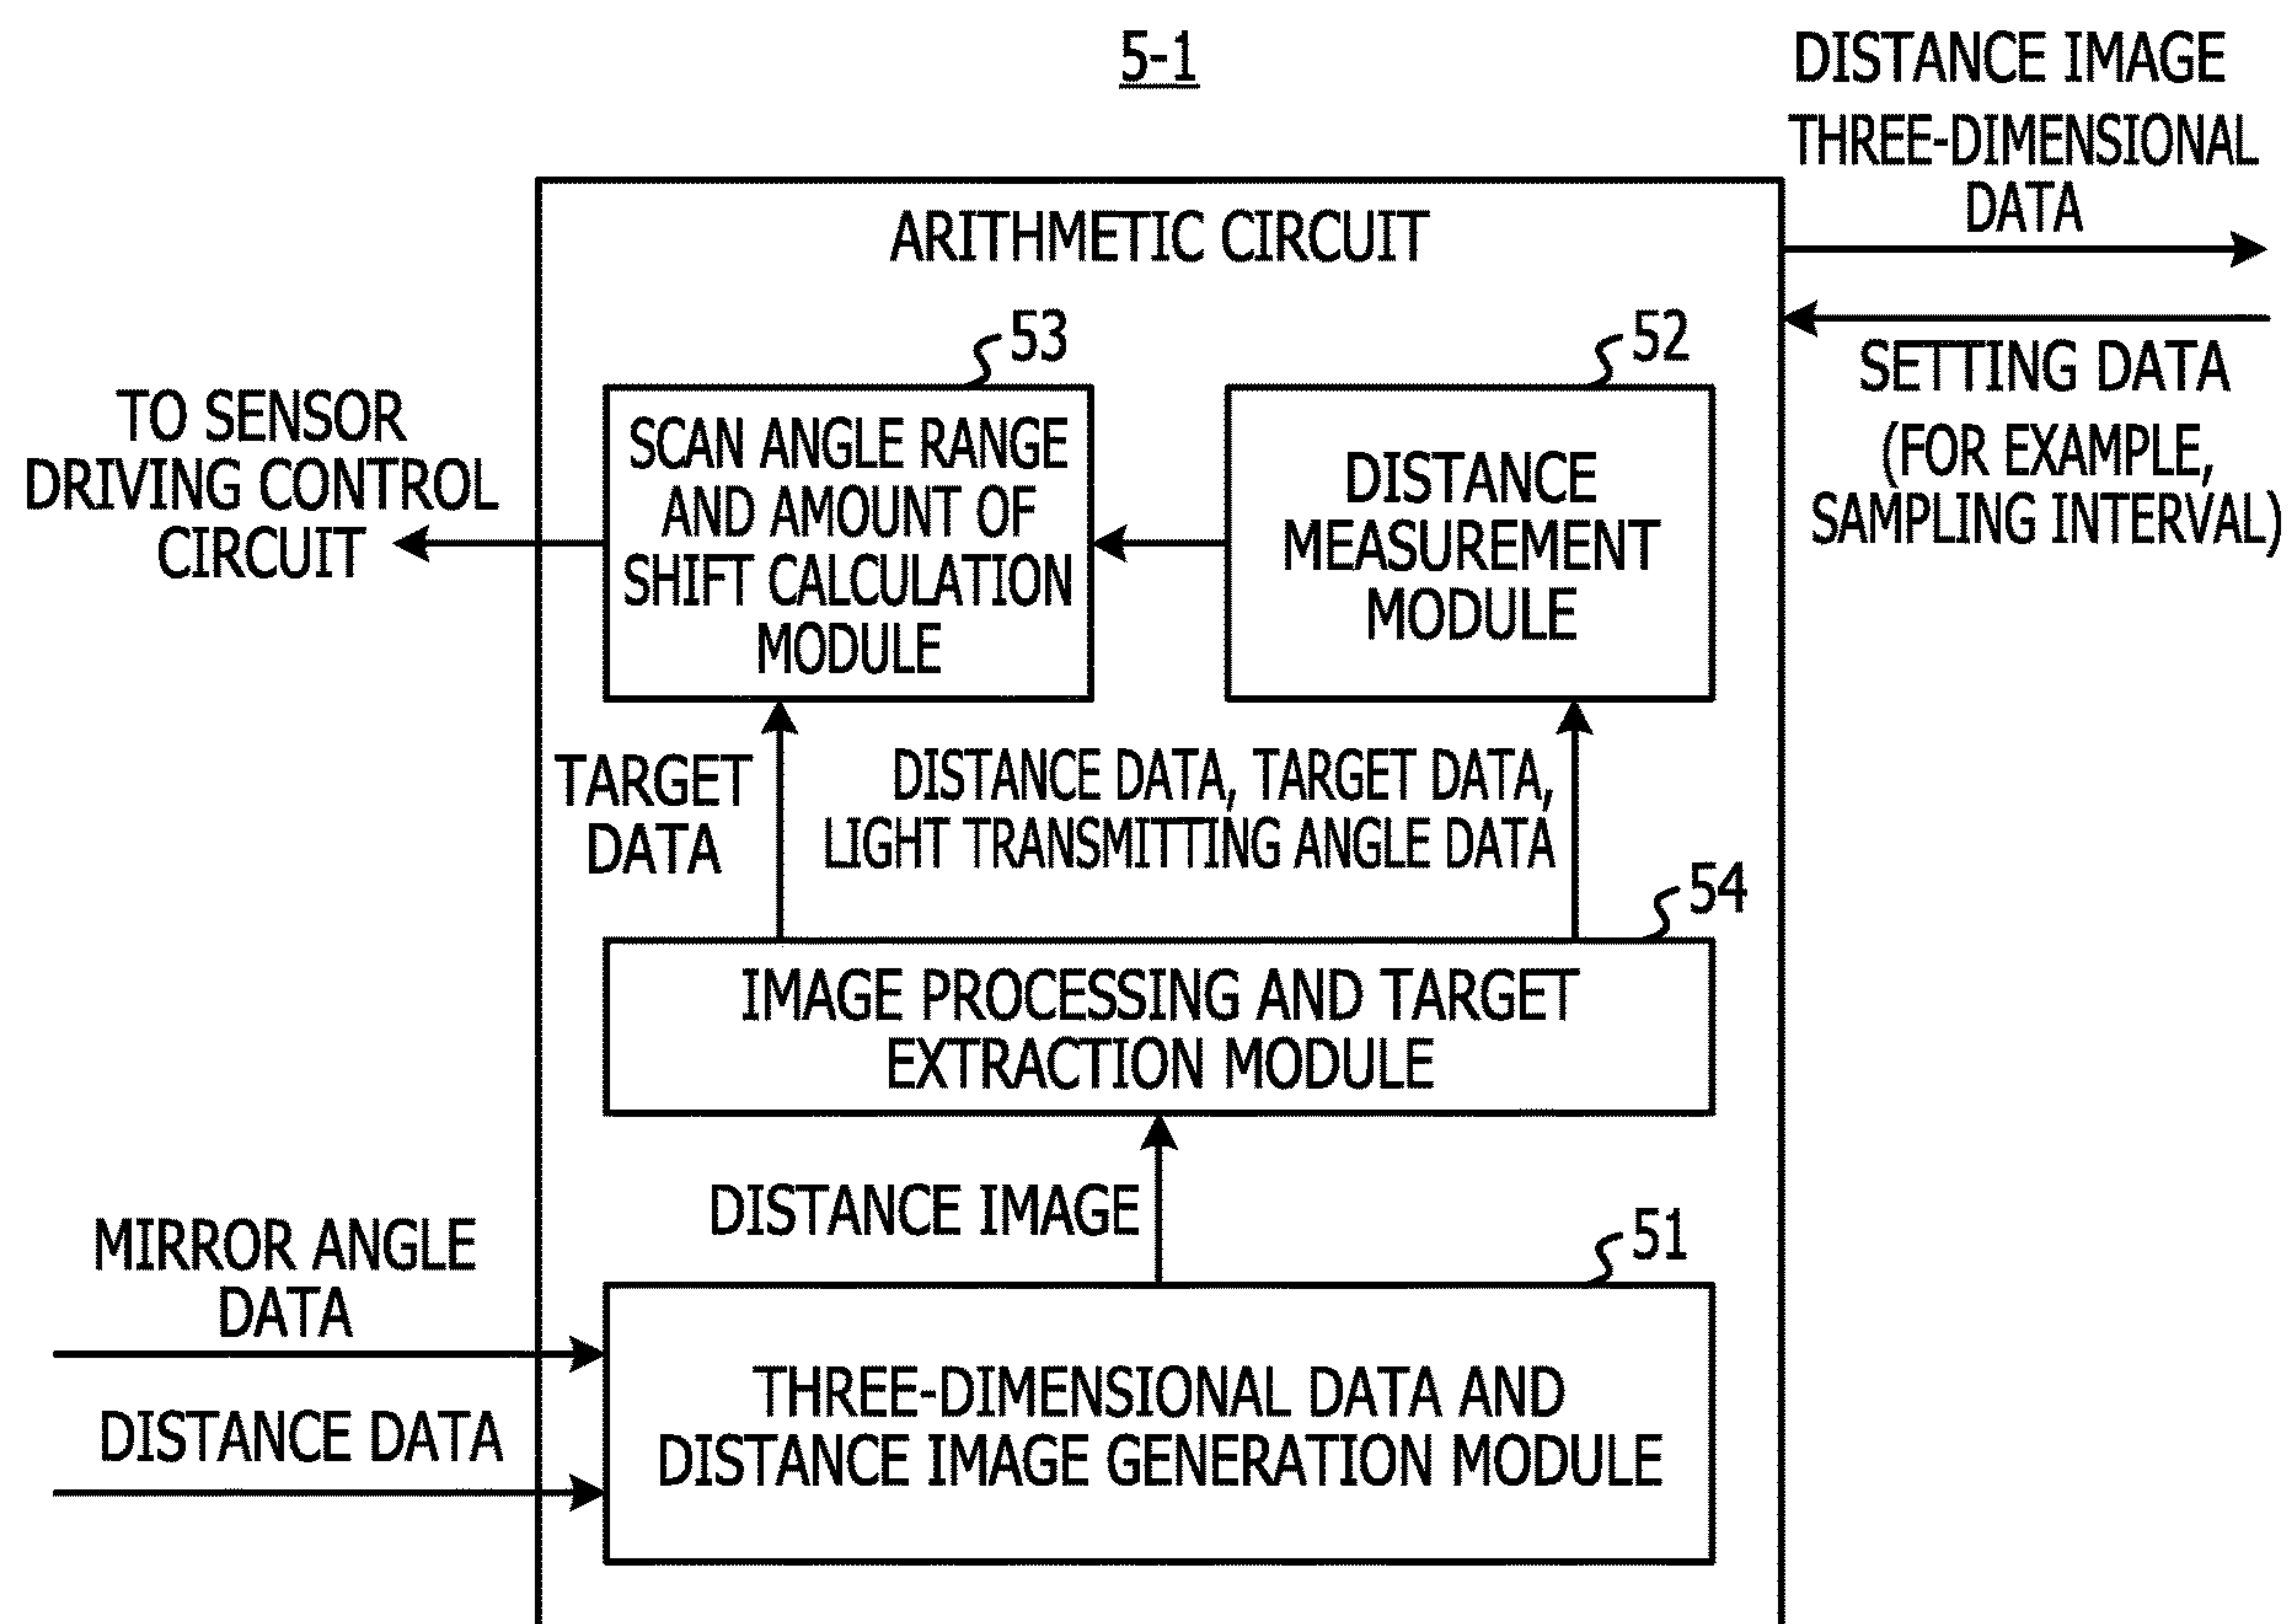 5-1
DISTANCE IMAGE
THREE-DIMENSIONAL
DATA
ARITHMETIC CIRCUIT
SETTING DATA
(FOR EXAMPLE,
SAMPLING INTERVAL)
TO SENSOR
DRIVING CONTROL
CIRCUIT
53
SCAN ANGLE RANGE
AND AMOUNT OF
SHIFT CALCULATION
MODULE
52
DISTANCE
MEASUREMENT
MODULE
TARGET
DATA
DISTANCE DATA, TARGET DATA,
LIGHT TRANSMITTING ANGLE DATA
54
IMAGE PROCESSING AND TARGET
EXTRACTION MODULE
DISTANCE IMAGE
51
MIRROR ANGLE
DATA
DISTANCE DATA
THREE-DIMENSIONAL DATA AND
DISTANCE IMAGE GENERATION MODULE